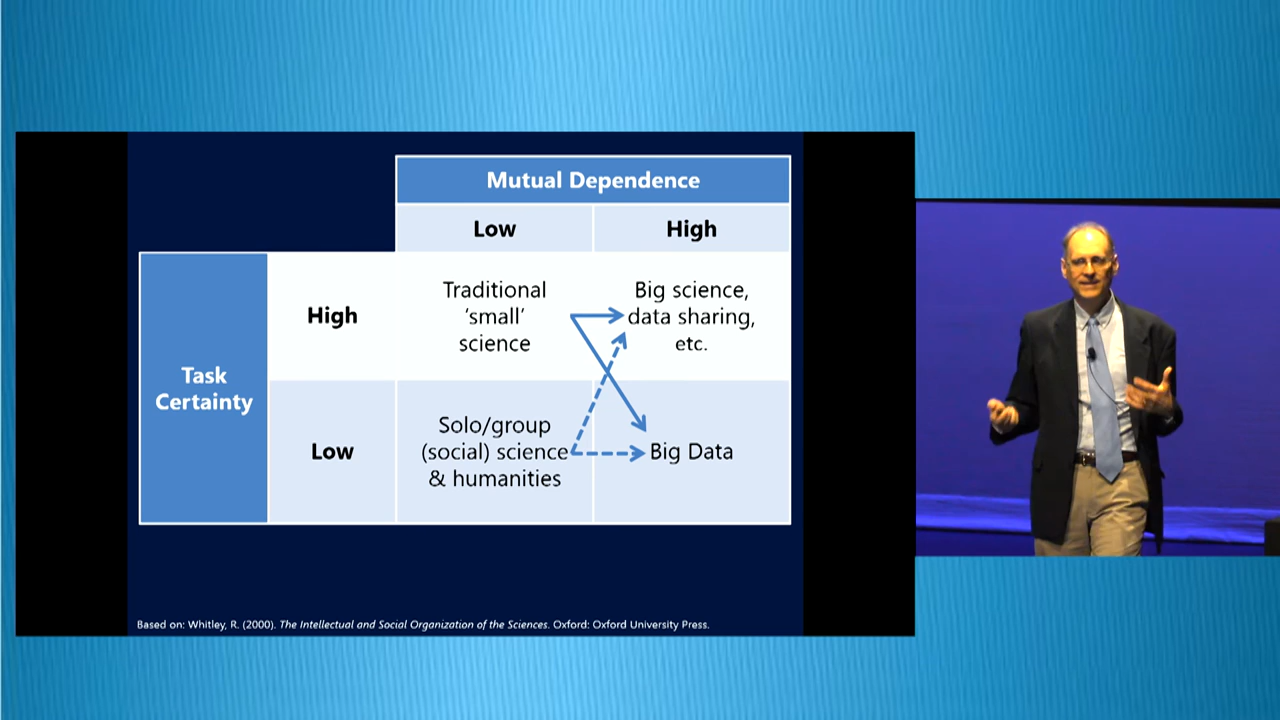 Mutual Dependence
Low
High
Task
Certainty
High
Traditional
‘small’
science
Big science,
data sharing,
etc.
Low
Solo/group
(social) science
& humanities
Big Data
Based on: Whitley, R. (2000). The Intellectual and Social Organization of the Sciences. Oxford: Oxford University Press.